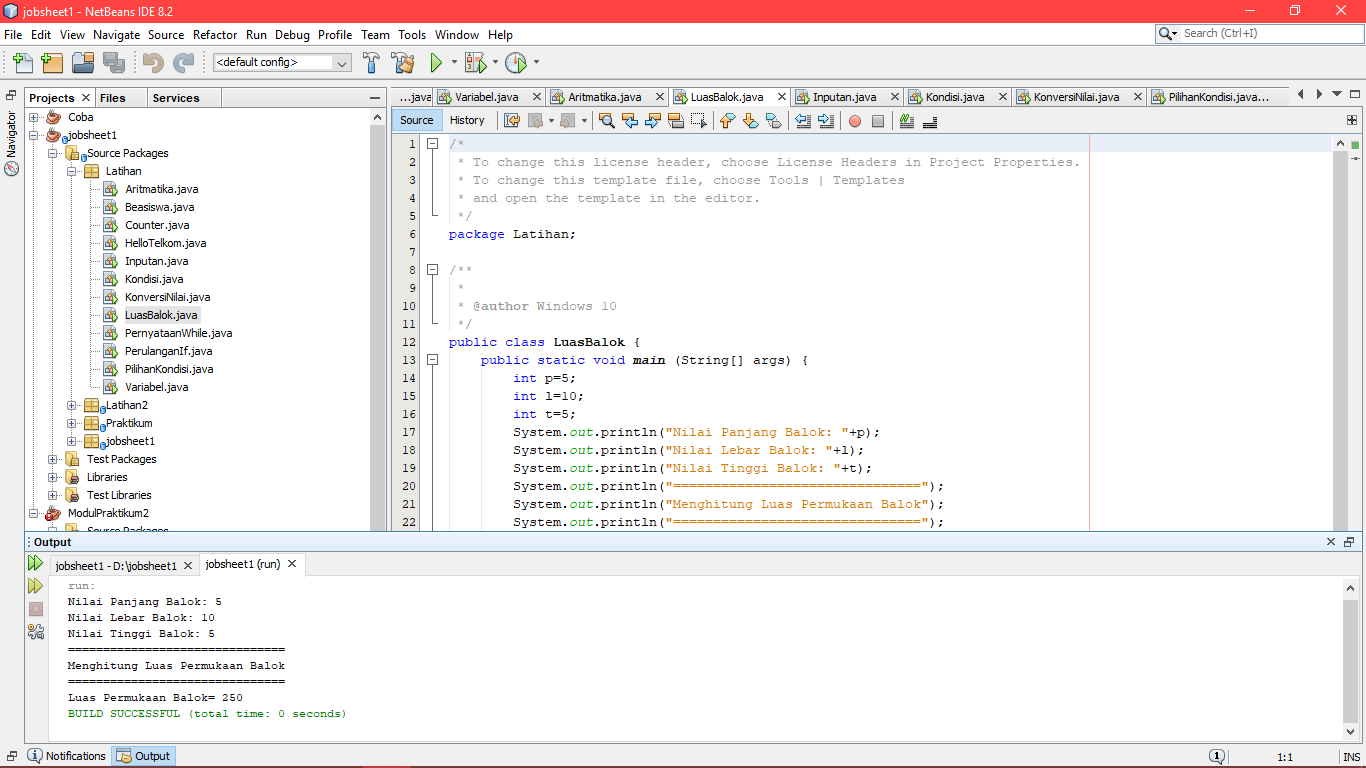 jobsheet1 - NetBeans IDE 8.2
File Edit View Navigate Source Refactor Run Debug Profile Team Tools Window Help
Search (Ctrl+I)
<default config>
Navigator
Projects Files Services
Coba
jobsheet1
Source Packages
Latihan
Aritmatika.java
Beasiswa.java
Counter.java
HelloTelkom.java
Inputan.java
Kondisi.java
KonversiNilai.java
LuasBalok.java
PernyataanWhile.java
PerulanganIf.java
PilihanKondisi.java
Variabel.java
Latihan2
Praktikum
jobsheet1
Test Packages
Libraries
Test Libraries
ModulPraktikum2
Source Packages
...java Variabel.java Aritmatika.java LuasBalok.java Inputan.java Kondisi.java KonversiNilai.java PilihanKondisi.java...
Source History
1 /*
2 * To change this license header, choose License Headers in Project Properties.
3 * To change this template file, choose Tools | Templates
4 * and open the template in the editor.
5 */
6 package Latihan;
7
8 /**
9 *
10 * @author Windows 10
11 */
12 public class LuasBalok {
13 public static void main (String[] args) {
14 int p=5;
15 int l=10;
16 int t=5;
17 System.out.println("Nilai Panjang Balok: "+p);
18 System.out.println("Nilai Lebar Balok: "+l);
19 System.out.println("Nilai Tinggi Balok: "+t);
20 System.out.println("===============================");
21 System.out.println("Menghitung Luas Permukaan Balok");
22 System.out.println("===============================");
Output
jobsheet1 - D:\jobsheet1 jobsheet1 (run)
run:
Nilai Panjang Balok: 5
Nilai Lebar Balok: 10
Nilai Tinggi Balok: 5
===============================
Menghitung Luas Permukaan Balok
===============================
Luas Permukaan Balok= 250
BUILD SUCCESSFUL (total time: 0 seconds)
Notifications Output
1 1:1 INS